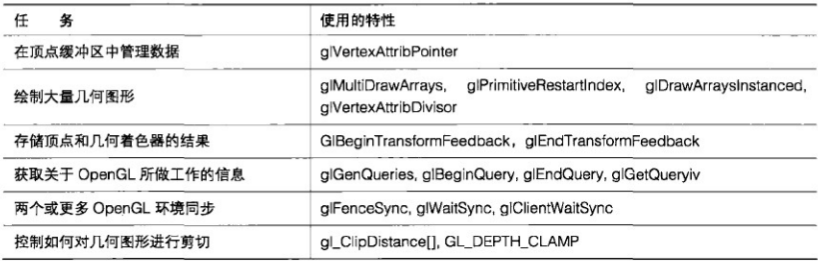 任 务 使用的特性
在顶点缓冲区中管理数据 glVertexAttribPointer
绘制大量几何图形 glMultiDrawArrays, glPrimitiveRestartIndex, glDrawArraysInstanced,
glVertexAttribDivisor
存储顶点和几何着色器的结果 GlBeginTransformFeedback, glEndTransformFeedback
获取关于 OpenGL 所做工作的信息 glGenQueries, glBeginQuery, glEndQuery, glGetQueryiv
两个或更多 OpenGL 环境同步 glFenceSync, glWaitSync, glClientWaitSync
控制如何对几何图形进行剪切 gl_ClipDistance[], GL_DEPTH_CLAMP